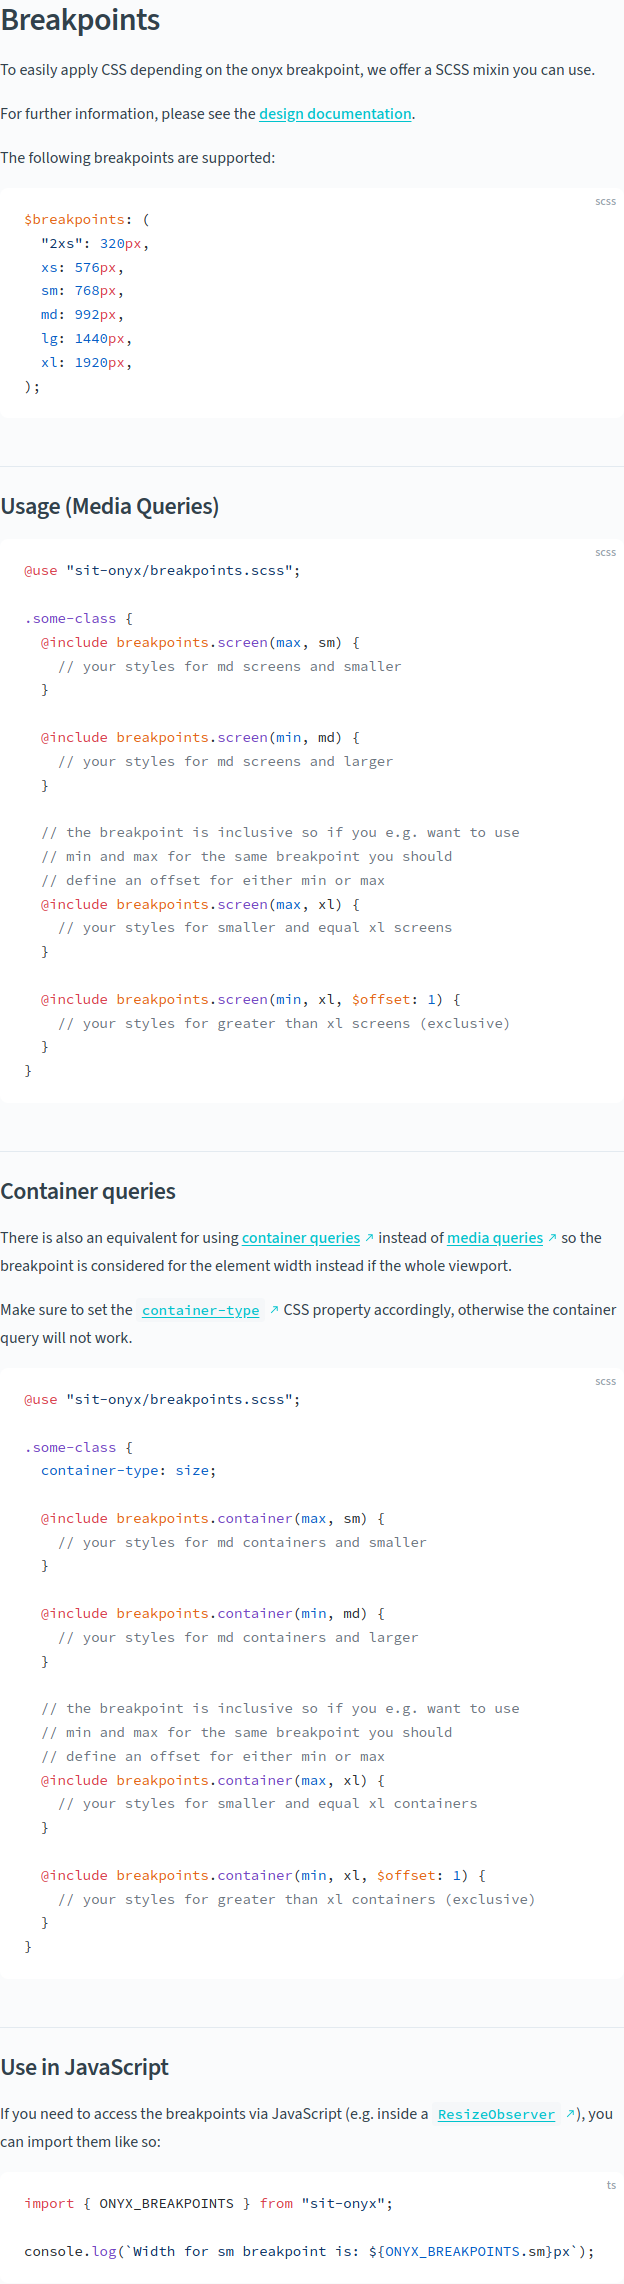 Breakpoints
To easily apply CSS depending on the onyx breakpoint, we offer a SCSS mixin you can use.
For further information, please see the design documentation.
The following breakpoints are supported:
scss
$breakpoints: (
  "2xs": 320px,
  xs: 576px,
  sm: 768px,
  md: 992px,
  lg: 1440px,
  xl: 1920px,
);
Usage (Media Queries)
scss
@use "sit-onyx/breakpoints.scss";
.some-class {
  @include breakpoints.screen(max, sm) {
    // your styles for md screens and smaller
  }
  @include breakpoints.screen(min, md) {
    // your styles for md screens and larger
  }
  // the breakpoint is inclusive so if you e.g. want to use
  // min and max for the same breakpoint you should
  // define an offset for either min or max
  @include breakpoints.screen(max, xl) {
    // your styles for smaller and equal xl screens
  }
  @include breakpoints.screen(min, xl, $offset: 1) {
    // your styles for greater than xl screens (exclusive)
  }
}
Container queries
There is also an equivalent for using container queries ↗ instead of media queries ↗ so the
breakpoint is considered for the element width instead if the whole viewport.
Make sure to set the container-type ↗ CSS property accordingly, otherwise the container
query will not work.
scss
@use "sit-onyx/breakpoints.scss";
.some-class {
  container-type: size;
  @include breakpoints.container(max, sm) {
    // your styles for md containers and smaller
  }
  @include breakpoints.container(min, md) {
    // your styles for md containers and larger
  }
  // the breakpoint is inclusive so if you e.g. want to use
  // min and max for the same breakpoint you should
  // define an offset for either min or max
  @include breakpoints.container(max, xl) {
    // your styles for smaller and equal xl containers
  }
  @include breakpoints.container(min, xl, $offset: 1) {
    // your styles for greater than xl containers (exclusive)
  }
}
Use in JavaScript
If you need to access the breakpoints via JavaScript (e.g. inside a ResizeObserver ↗), you
can import them like so:
ts
import { ONYX_BREAKPOINTS } from "sit-onyx";
console.log(`Width for sm breakpoint is: ${ONYX_BREAKPOINTS.sm}px`);